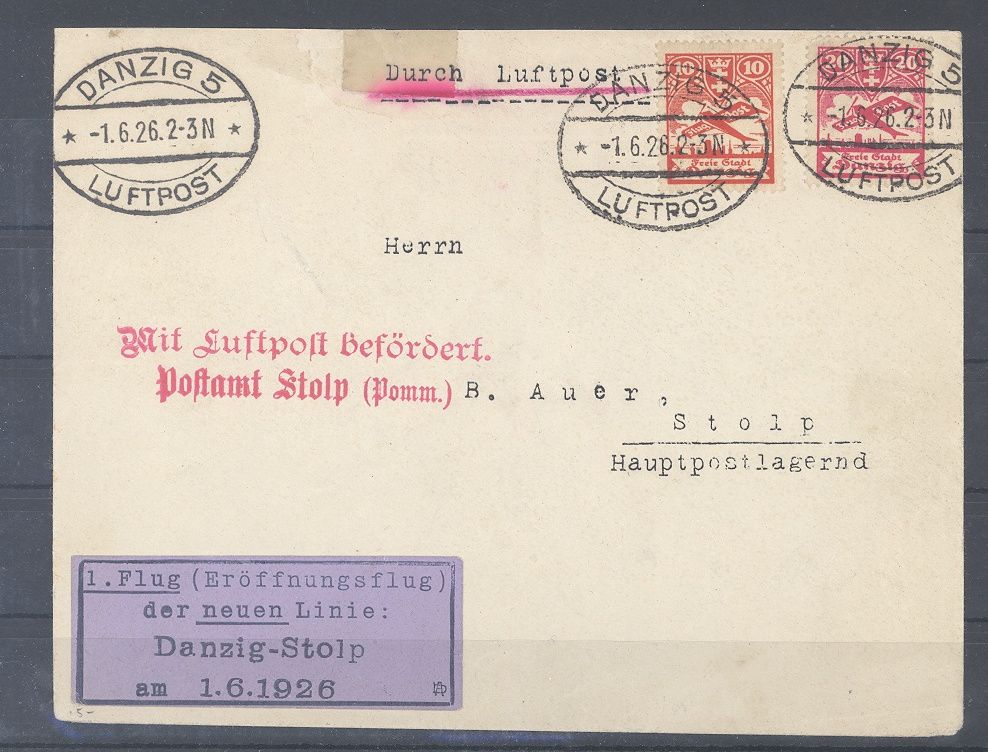 DANZIG 5
* -1.6.26.2-3N *
LUFTPOST
Durch Luftpost
10
Freie Stadt
DANZIG 5
* -1.6.26.2-3N *
LUFTPOST
20
Freie Stadt
Danzig
DANZIG 5
* -1.6.26.2-3N
LUFTPOST
Herrn
Mit Luftpost befördert.
Postamt Stolp (Pomm.)
B. Auer,
Stolp
Hauptpostlagernd
1.Flug (Eröffnungsflug)
der neuen Linie:
Danzig-Stolp
am 1.6.1926